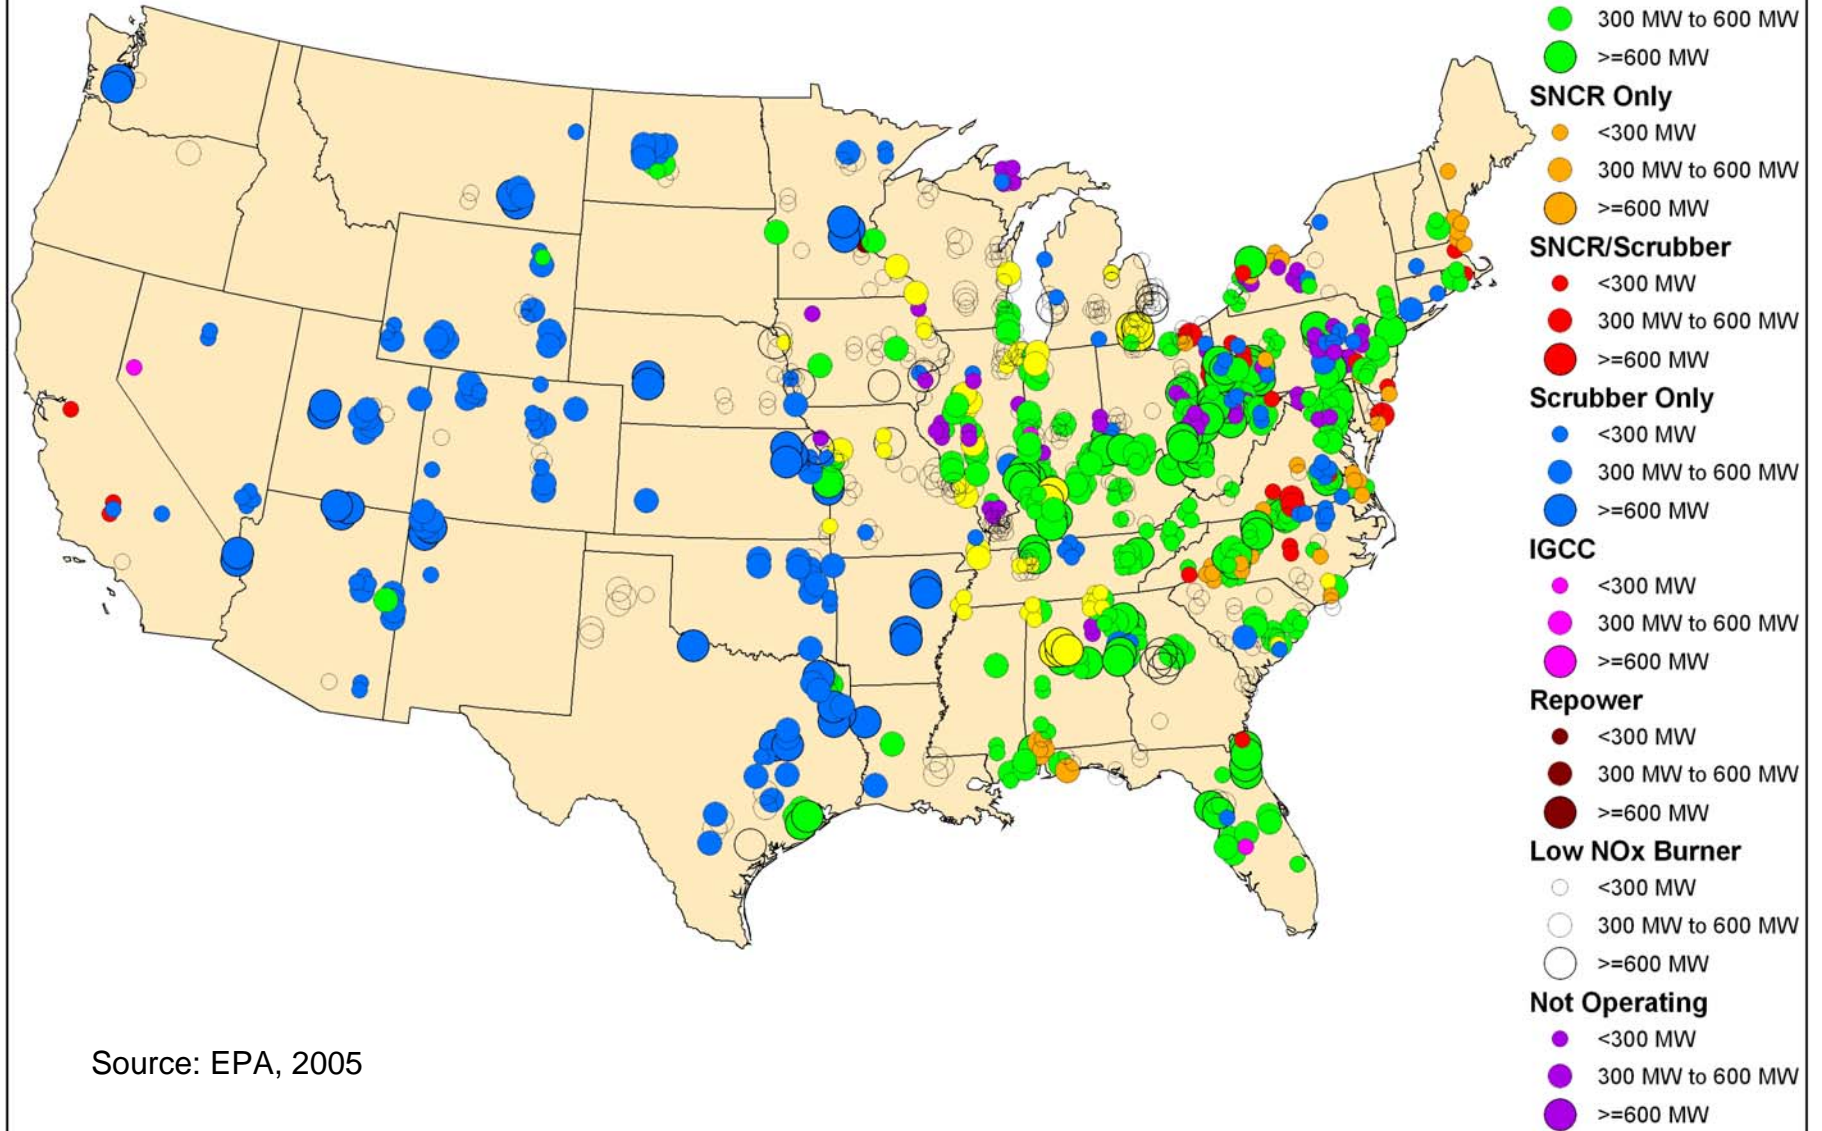 300 MW to 600 MW
>=600 MW
SNCR Only
<300 MW
300 MW to 600 MW
>=600 MW
SNCR/Scrubber
<300 MW
300 MW to 600 MW
>=600 MW
Scrubber Only
<300 MW
300 MW to 600 MW
>=600 MW
IGCC
<300 MW
300 MW to 600 MW
>=600 MW
Repower
<300 MW
300 MW to 600 MW
>=600 MW
Low NOx Burner
<300 MW
300 MW to 600 MW
>=600 MW
Not Operating
<300 MW
300 MW to 600 MW
>=600 MW
Source: EPA, 2005